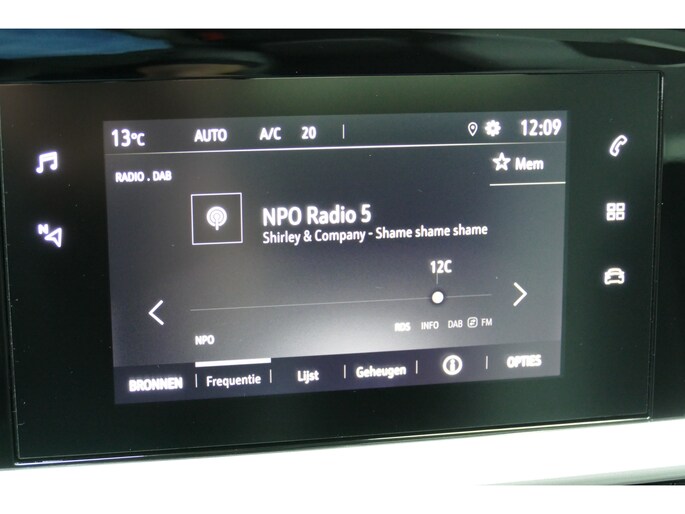 13°C AUTO A/C 20 12:09
RADIO . DAB
Mem
NPO Radio 5
Shirley & Company - Shame shame shame
12C
RDS INFO DAB FM
NPO
BRONNEN Frequentie Lijst Geheugen OPTIES
N